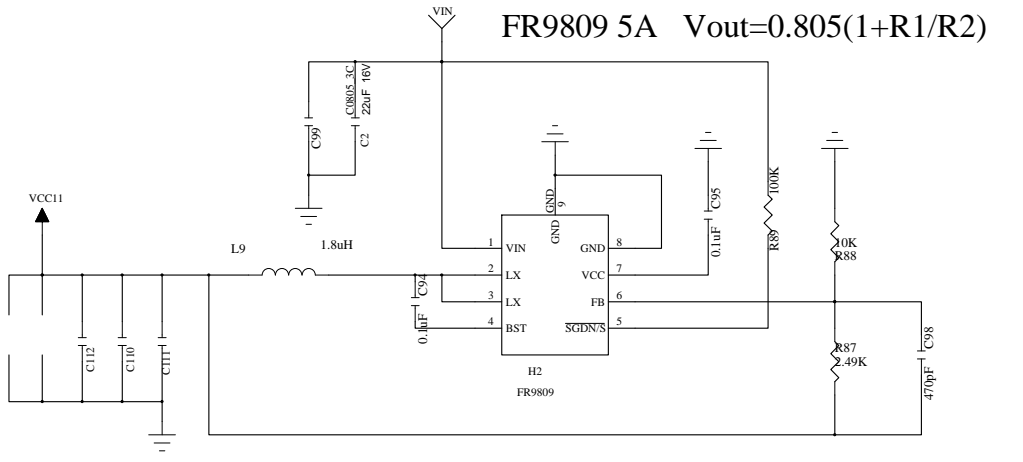 VIN
FR9809 5A Vout=0.805(1+R1/R2)
C99
C0805_3C
22uF 16V
C2
VCC11
L9
1.8uH
C94
0.1uF
GND
9
GND
1
VIN
GND
8
2
LX
VCC
7
3
LX
FB
6
4
BST
SGDN/S
5
H2
FR9809
C95
0.1uF
100K
R89
10K
R88
R87
2.49K
C98
470pF
C112
C110
C111